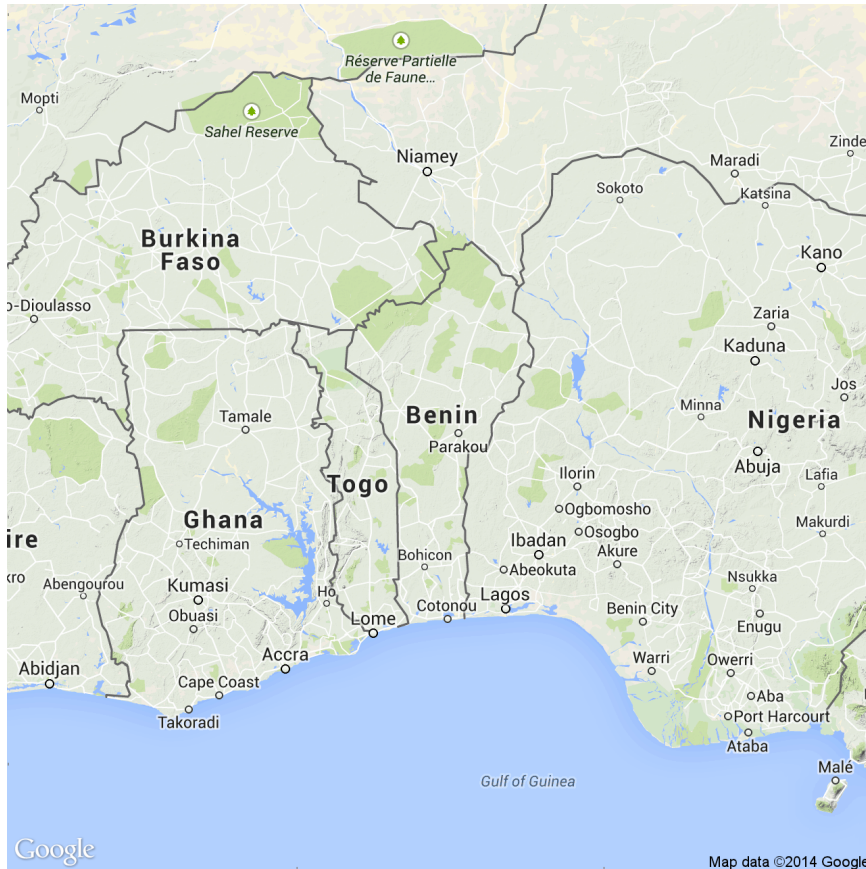 Réserve Partielle
de Faune...
Mopti
Sahel Reserve
Niamey
Zinde
Maradi
Sokoto
Katsina
Burkina
Faso
Kano
o-Dioulasso
Zaria
Kaduna
Jos
Benin
Minna
Nigeria
Tamale
Parakou
Abuja
Togo
Ilorin
Lafia
Ghana
Ogbomosho
Makurdi
ire
Techiman
Osogbo
Ibadan
Bohicon
Akure
Abeokuta
xro
Abengourou
Kumasi
Ho
Nsukka
Obuasi
Lome
Cotonou
Lagos
Benin City
Enugu
Accra
Warri
Owerri
Abidjan
Cape Coast
Aba
Takoradi
Port Harcourt
Ataba
Malé
Gulf of Guinea
Google
Map data ©2014 Google